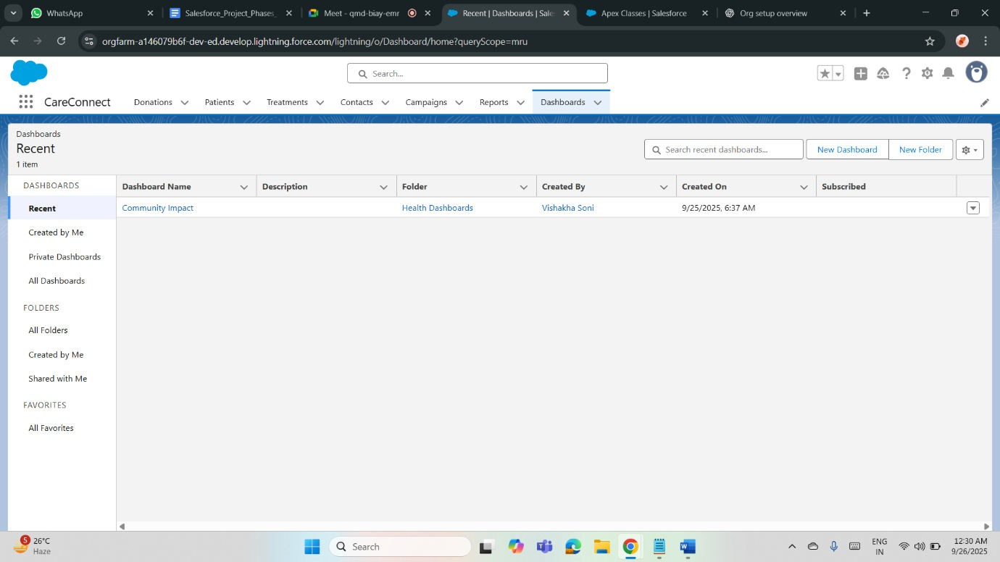 WhatsApp
Salesforce_Project_Phases_
Meet - qmd-biay-emr
Recent | Dashboards | Sale
Apex Classes | Salesforce
Org setup overview
orgfarm-a146079b6f-dev-ed.develop.lightning.force.com/lightning/o/Dashboard/home?queryScope=mru
Search...
CareConnect Donations Patients Treatments Contacts Campaigns Reports Dashboards
Dashboards
Recent
1 item
Search recent dashboards...
New Dashboard
New Folder
DASHBOARDS
Recent
Created by Me
Private Dashboards
All Dashboards
FOLDERS
All Folders
Created by Me
Shared with Me
FAVORITES
All Favorites
Dashboard Name Description Folder Created By Created On Subscribed
Community Impact Health Dashboards Vishakha Soni 9/25/2025, 6:37 AM
5
26°C
Haze
Search
ENG
IN
12:30 AM
9/26/2025